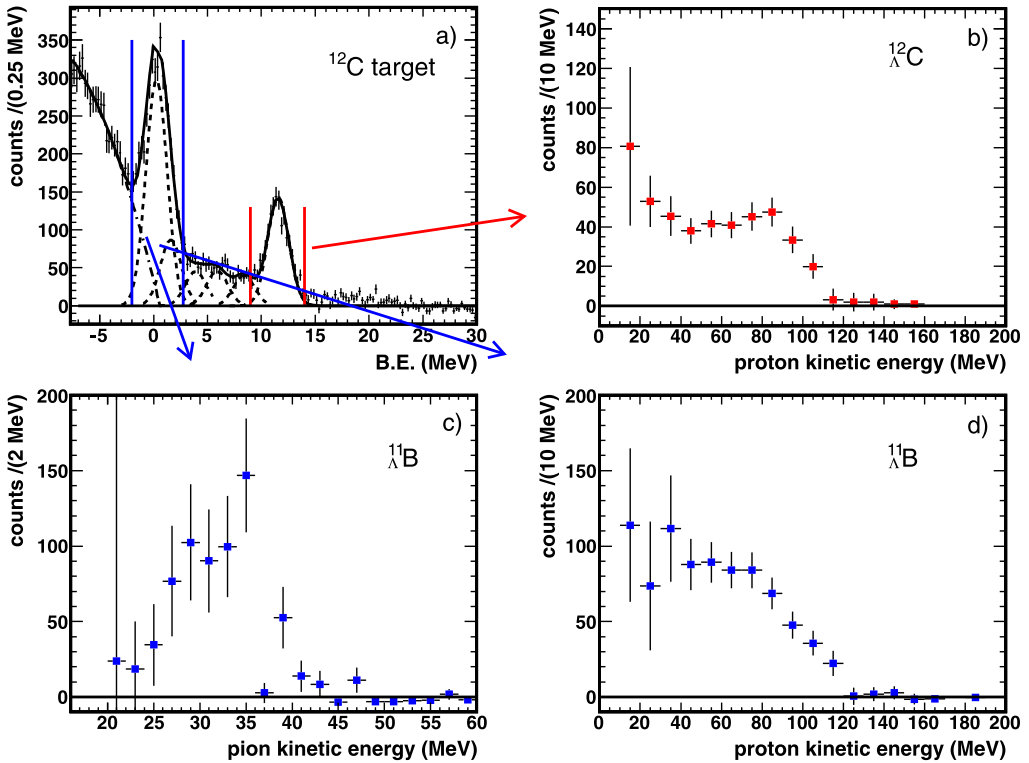 a)
¹²C target
counts /(0.25 MeV)
350
300
250
200
150
100
50
0
-5 0 5 10 15 20 25 30
B.E. (MeV)
b)
¹²ΛC
counts /(10 MeV)
140
120
100
80
60
40
20
0
0 20 40 60 80 100 120 140 160 180 200
proton kinetic energy (MeV)
c)
¹¹ΛB
counts /(2 MeV)
200
150
100
50
0
20 25 30 35 40 45 50 55 60
pion kinetic energy (MeV)
d)
¹¹ΛB
counts /(10 MeV)
200
150
100
50
0
0 20 40 60 80 100 120 140 160 180 200
proton kinetic energy (MeV)